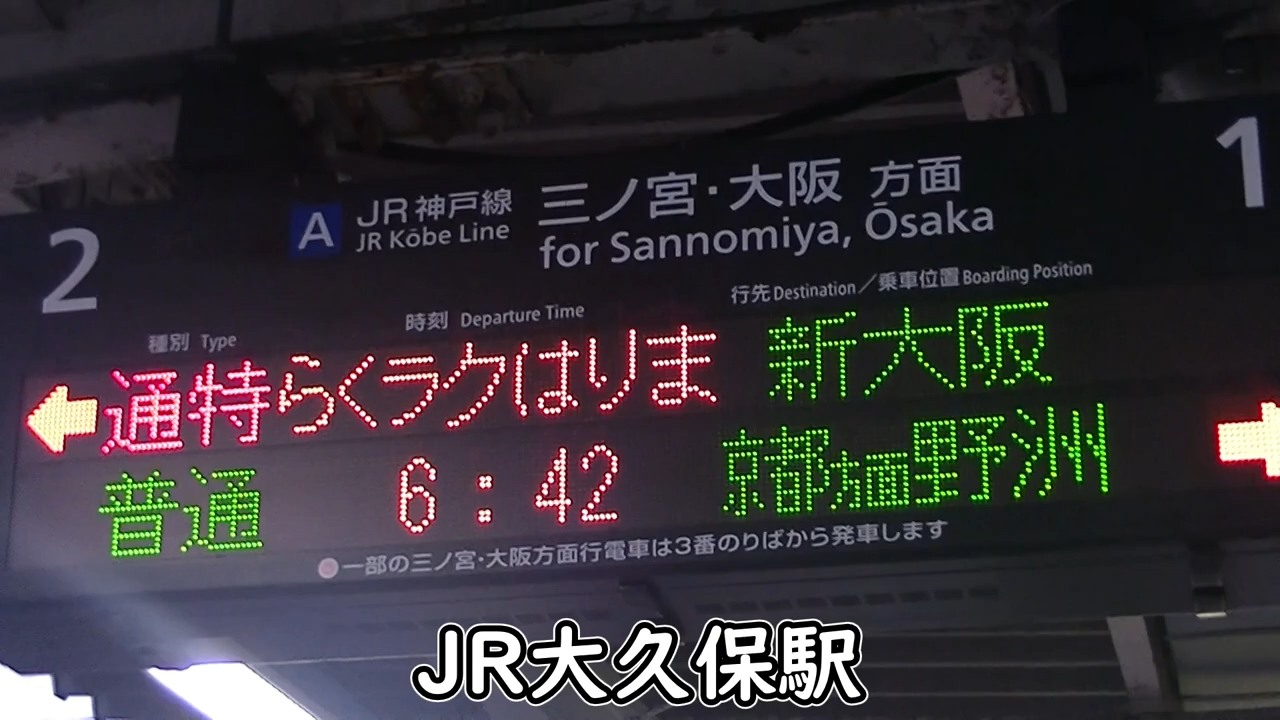 2
A JR神戸線 三ノ宮・大阪 方面
JR Kōbe Line for Sannomiya, Ōsaka
1
種別 Type 時刻 Departure Time 行先 Destination／乗車位置 Boarding Position
通特 らくラクはりま 新大阪
普通 6:42 京都方面野洲
●一部の三ノ宮・大阪方面行電車は3番のりばから発車します
JR大久保駅